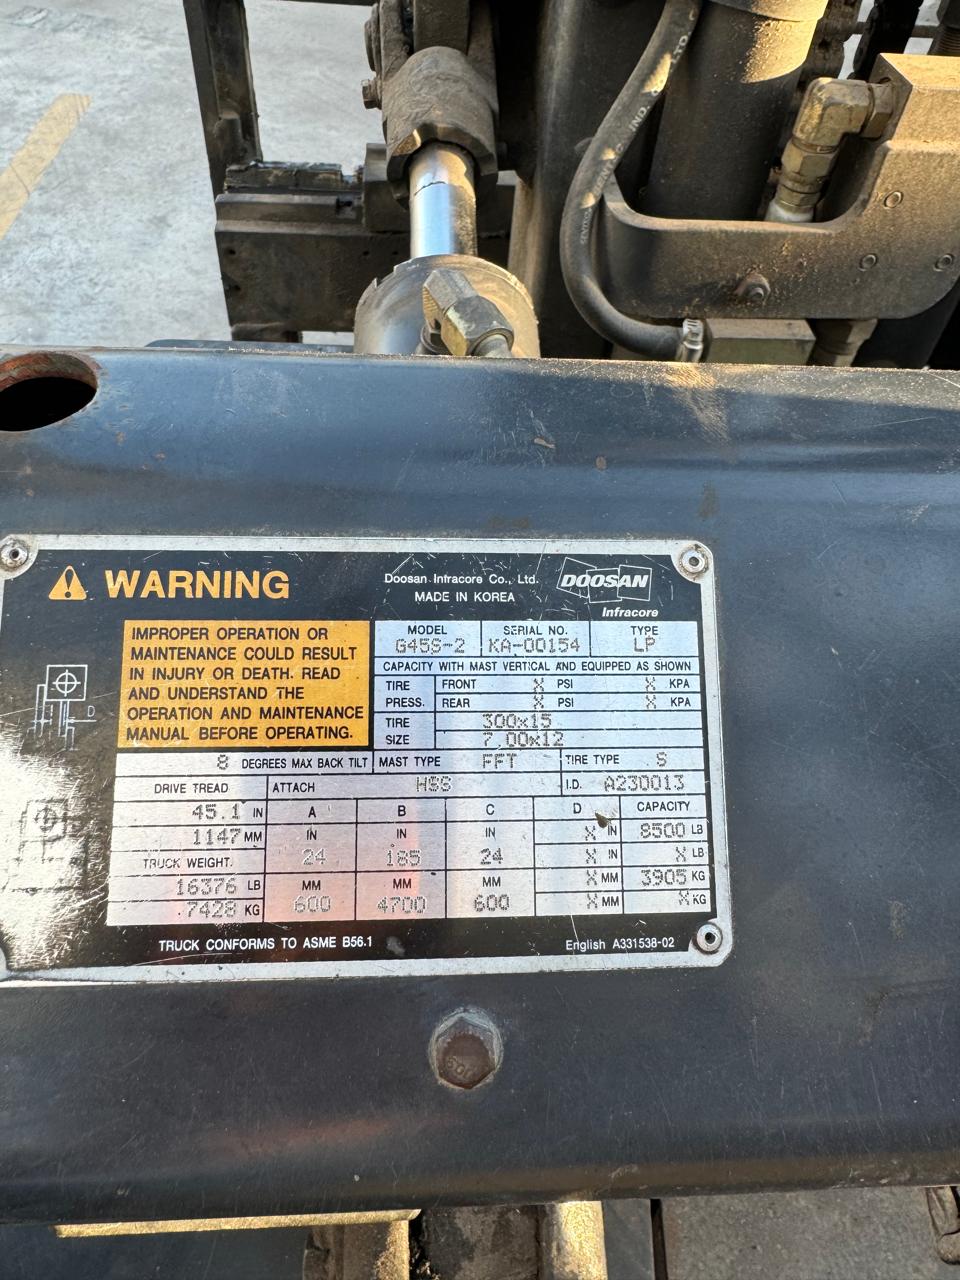 IND. CO., LTD.
WARNING
Doosan Infracore Co., Ltd.
MADE IN KOREA
DOOSAN
Infracore
IMPROPER OPERATION OR
MAINTENANCE COULD RESULT
IN INJURY OR DEATH. READ
AND UNDERSTAND THE
OPERATION AND MAINTENANCE
MANUAL BEFORE OPERATING.
MODEL SERIAL NO. TYPE
G45S-2 KA-00154 LP
CAPACITY WITH MAST VERTICAL AND EQUIPPED AS SHOWN
TIRE PRESS. FRONT X PSI X KPA
REAR X PSI X KPA
TIRE SIZE 300x15
7.00x12
8 DEGREES MAX BACK TILT MAST TYPE FFT TIRE TYPE S
DRIVE TREAD ATTACH HSS I.D. A230013
45.1 IN A B C D CAPACITY
1147 MM IN IN IN X IN 8500 LB
TRUCK WEIGHT. 24 185 24 X IN X LB
16376 LB MM MM MM X MM 3905 KG
7428 KG 600 4700 600 X MM X KG
D
TRUCK CONFORMS TO ASME B56.1
English A331538-02